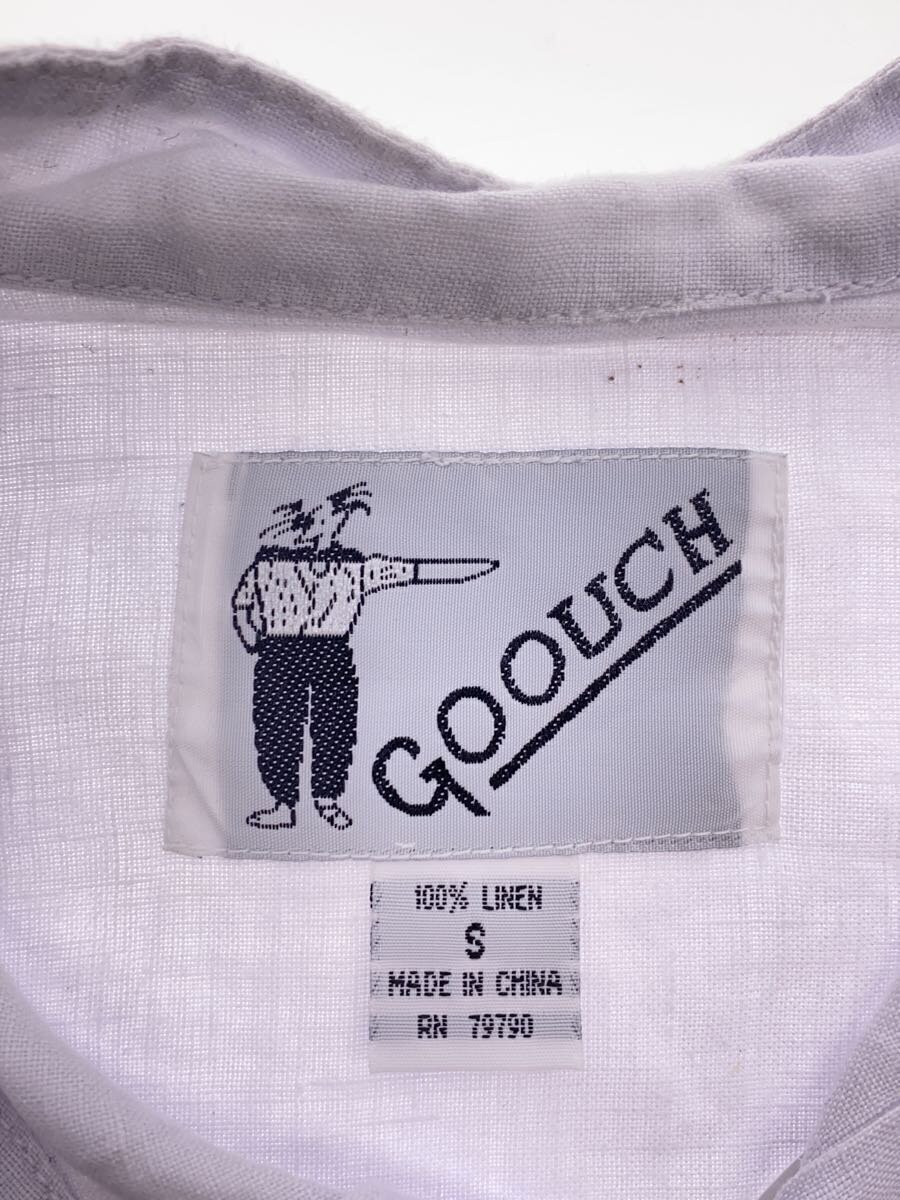 GOOUCH
100% LINEN
S
MADE IN CHINA
RN 79790